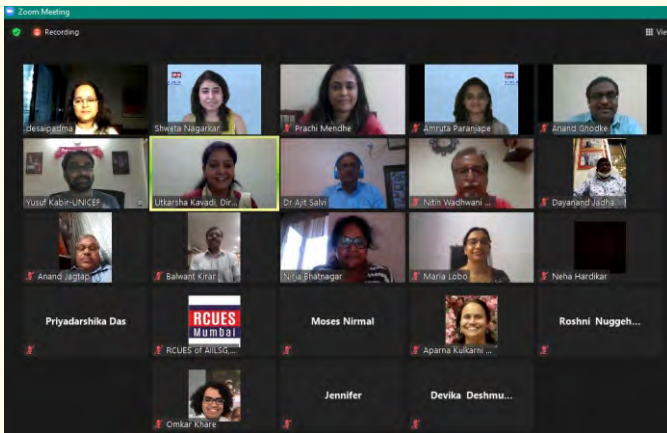 Zoom Meeting
Recording
Vie
desaipadma
Shweta Nagarkar
Prachi Mendhe
Amruta Paranjape
Anand Ghodke
Yusuf Kabir-UNICEF
Utkarsha Kavadi, Dir...
Dr Ajit Salvi
Nitin Wadhwani ...
Dayanand Jadha
Anand Jagtap
Balwant Kirar
Nirja Bhatnagar
Maria Lobo
Neha Hardikar
Priyadarshika Das
RCUES
Mumbai
RCUES of AIILSG,...
Moses Nirmal
Aparna Kulkarni ...
Roshni Nuggeh...
Omkar Khare
Jennifer
Devika Deshmu...